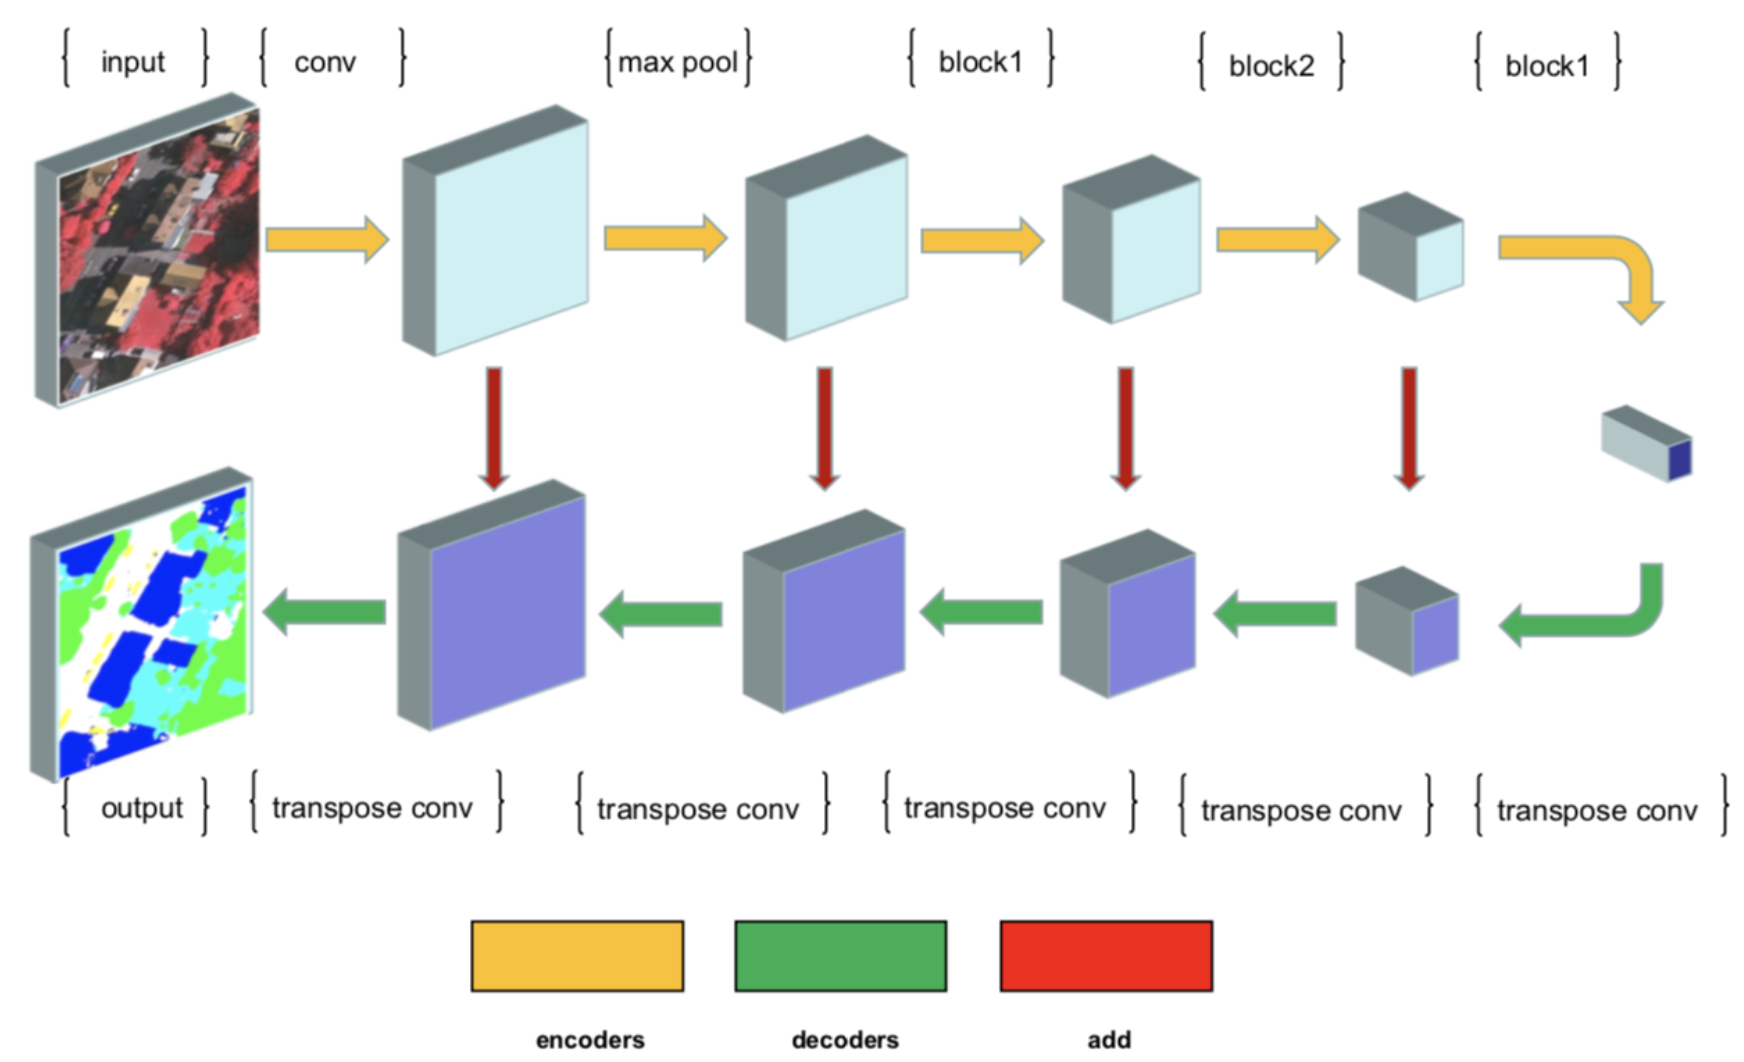 { input } { conv } { max pool } { block1 } { block2 } { block1 }
{ output } { transpose conv } { transpose conv } { transpose conv } { transpose conv } { transpose conv }
encoders decoders add